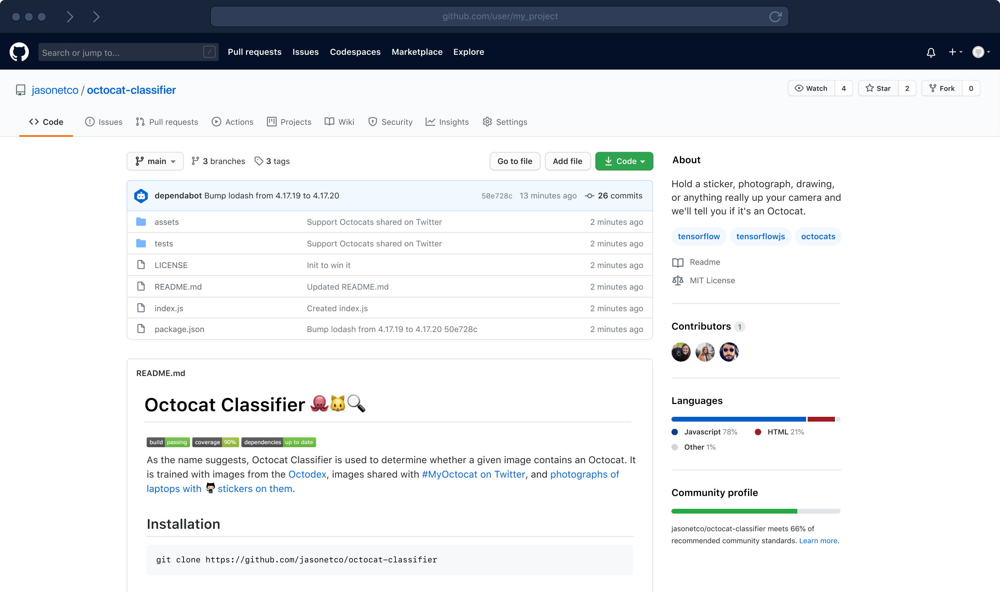 github.com/user/my_project
Search or jump to... /
Pull requests Issues Codespaces Marketplace Explore
jasonetco / octocat-classifier
Watch 4 Star 2 Fork 0
Code Issues Pull requests Actions Projects Wiki Security Insights Settings
main 3 branches 3 tags
Go to file Add file Code
dependabot Bump lodash from 4.17.19 to 4.17.20 50e728c 13 minutes ago 26 commits
assets Support Octocats shared on Twitter 2 minutes ago
tests Support Octocats shared on Twitter 2 minutes ago
LICENSE Init to win it 2 minutes ago
README.md Updated README.md 2 minutes ago
index.js Created index.js 2 minutes ago
package.json Bump lodash from 4.17.19 to 4.17.20 50e728c 2 minutes ago
README.md
Octocat Classifier
build passing coverage 90% dependencies up to date
As the name suggests, Octocat Classifier is used to determine whether a given image contains an Octocat. It
is trained with images from the Octodex, images shared with #MyOctocat on Twitter, and photographs of
laptops with stickers on them.
Installation
git clone https://github.com/jasonetco/octocat-classifier
About
Hold a sticker, photograph, drawing,
or anything really up your camera and
we'll tell you if it's an Octocat.
tensorflow tensorflowjs octocats
Readme
MIT License
Contributors 1
Languages
Javascript 78% HTML 21%
Other 1%
Community profile
jasonetco/octocat-classifier meets 66% of
recommended community standards. Learn more.